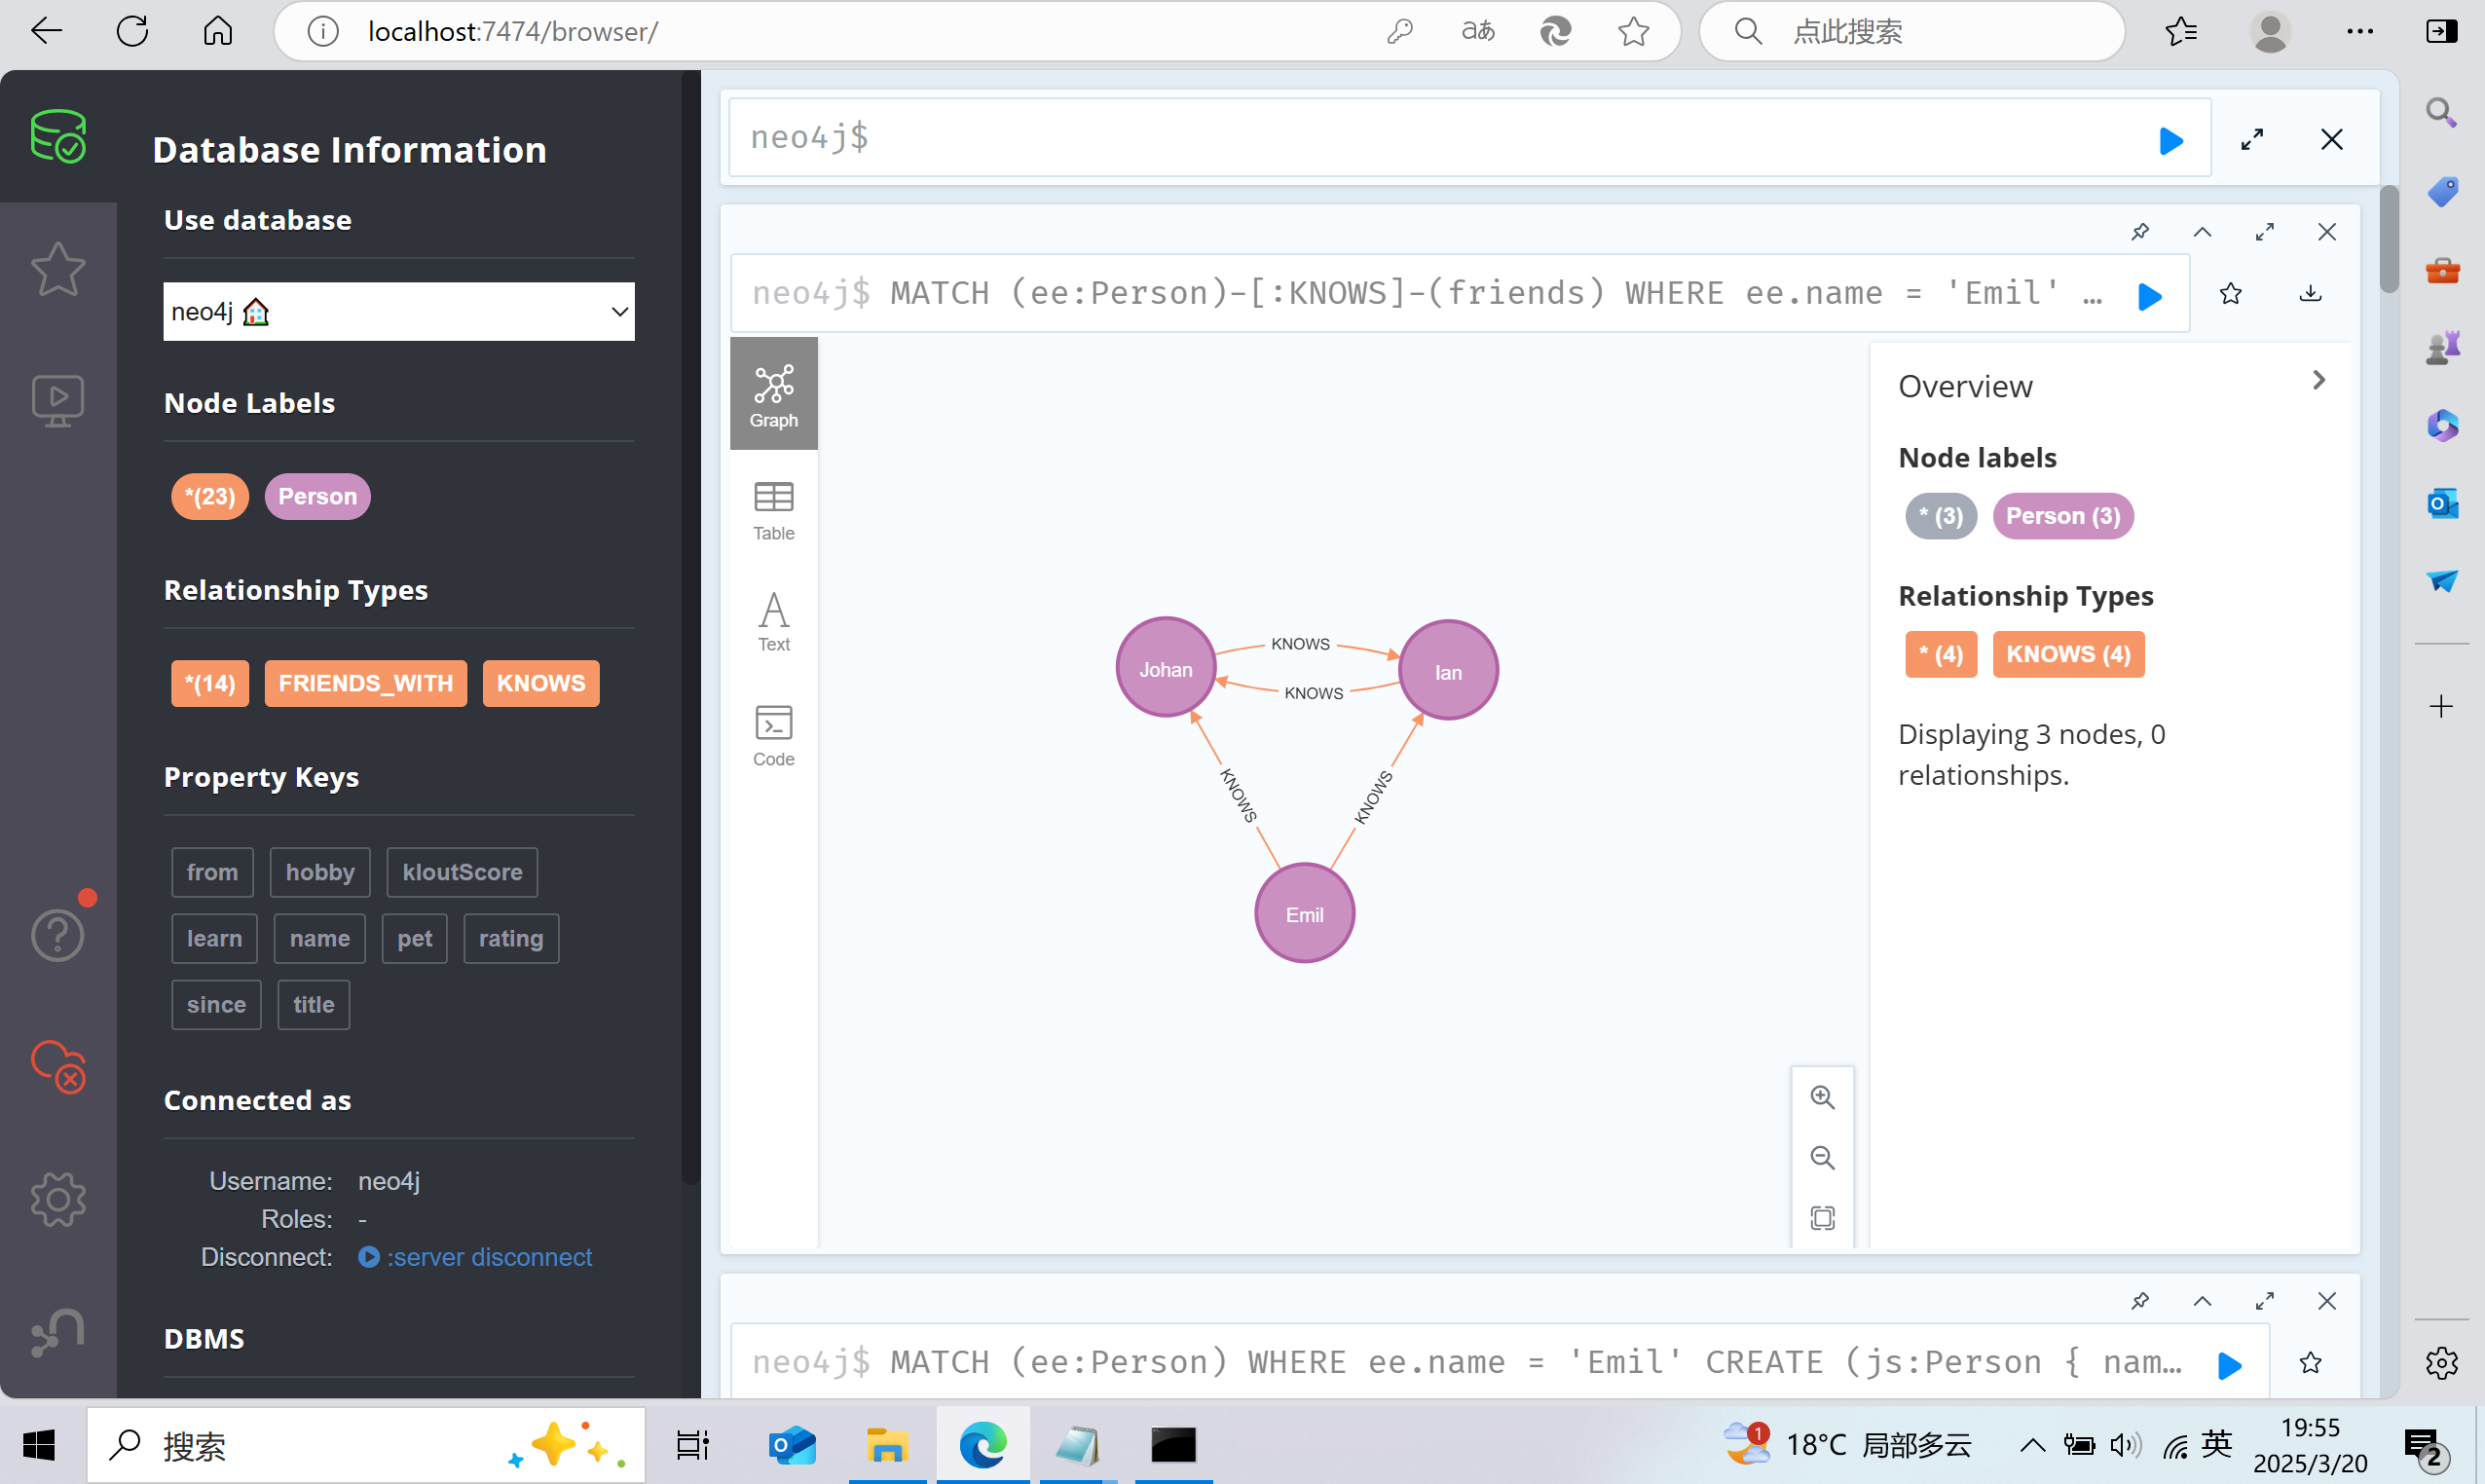 localhost:7474/browser/
aあ
点此搜索
Database Information
Use database
neo4j
Node Labels
*(23)
Person
Relationship Types
*(14)
FRIENDS_WITH
KNOWS
Property Keys
from
hobby
kloutScore
learn
name
pet
rating
since
title
Connected as
Username: neo4j
Roles: -
Disconnect: :server disconnect
DBMS
neo4j$
neo4j$ MATCH (ee:Person)-[:KNOWS]-(friends) WHERE ee.name = 'Emil' …
Graph
Table
Text
Code
Johan
KNOWS
KNOWS
Ian
KNOWS
KNOWS
Emil
Overview
Node labels
* (3)
Person (3)
Relationship Types
* (4)
KNOWS (4)
Displaying 3 nodes, 0
relationships.
neo4j$ MATCH (ee:Person) WHERE ee.name = 'Emil' CREATE (js:Person { nam…
搜索
1
18°C 局部多云
英
19:55
2025/3/20
2